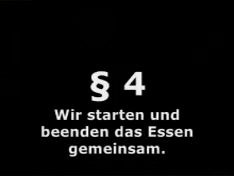 § 4
Wir starten und
beenden das Essen
gemeinsam.